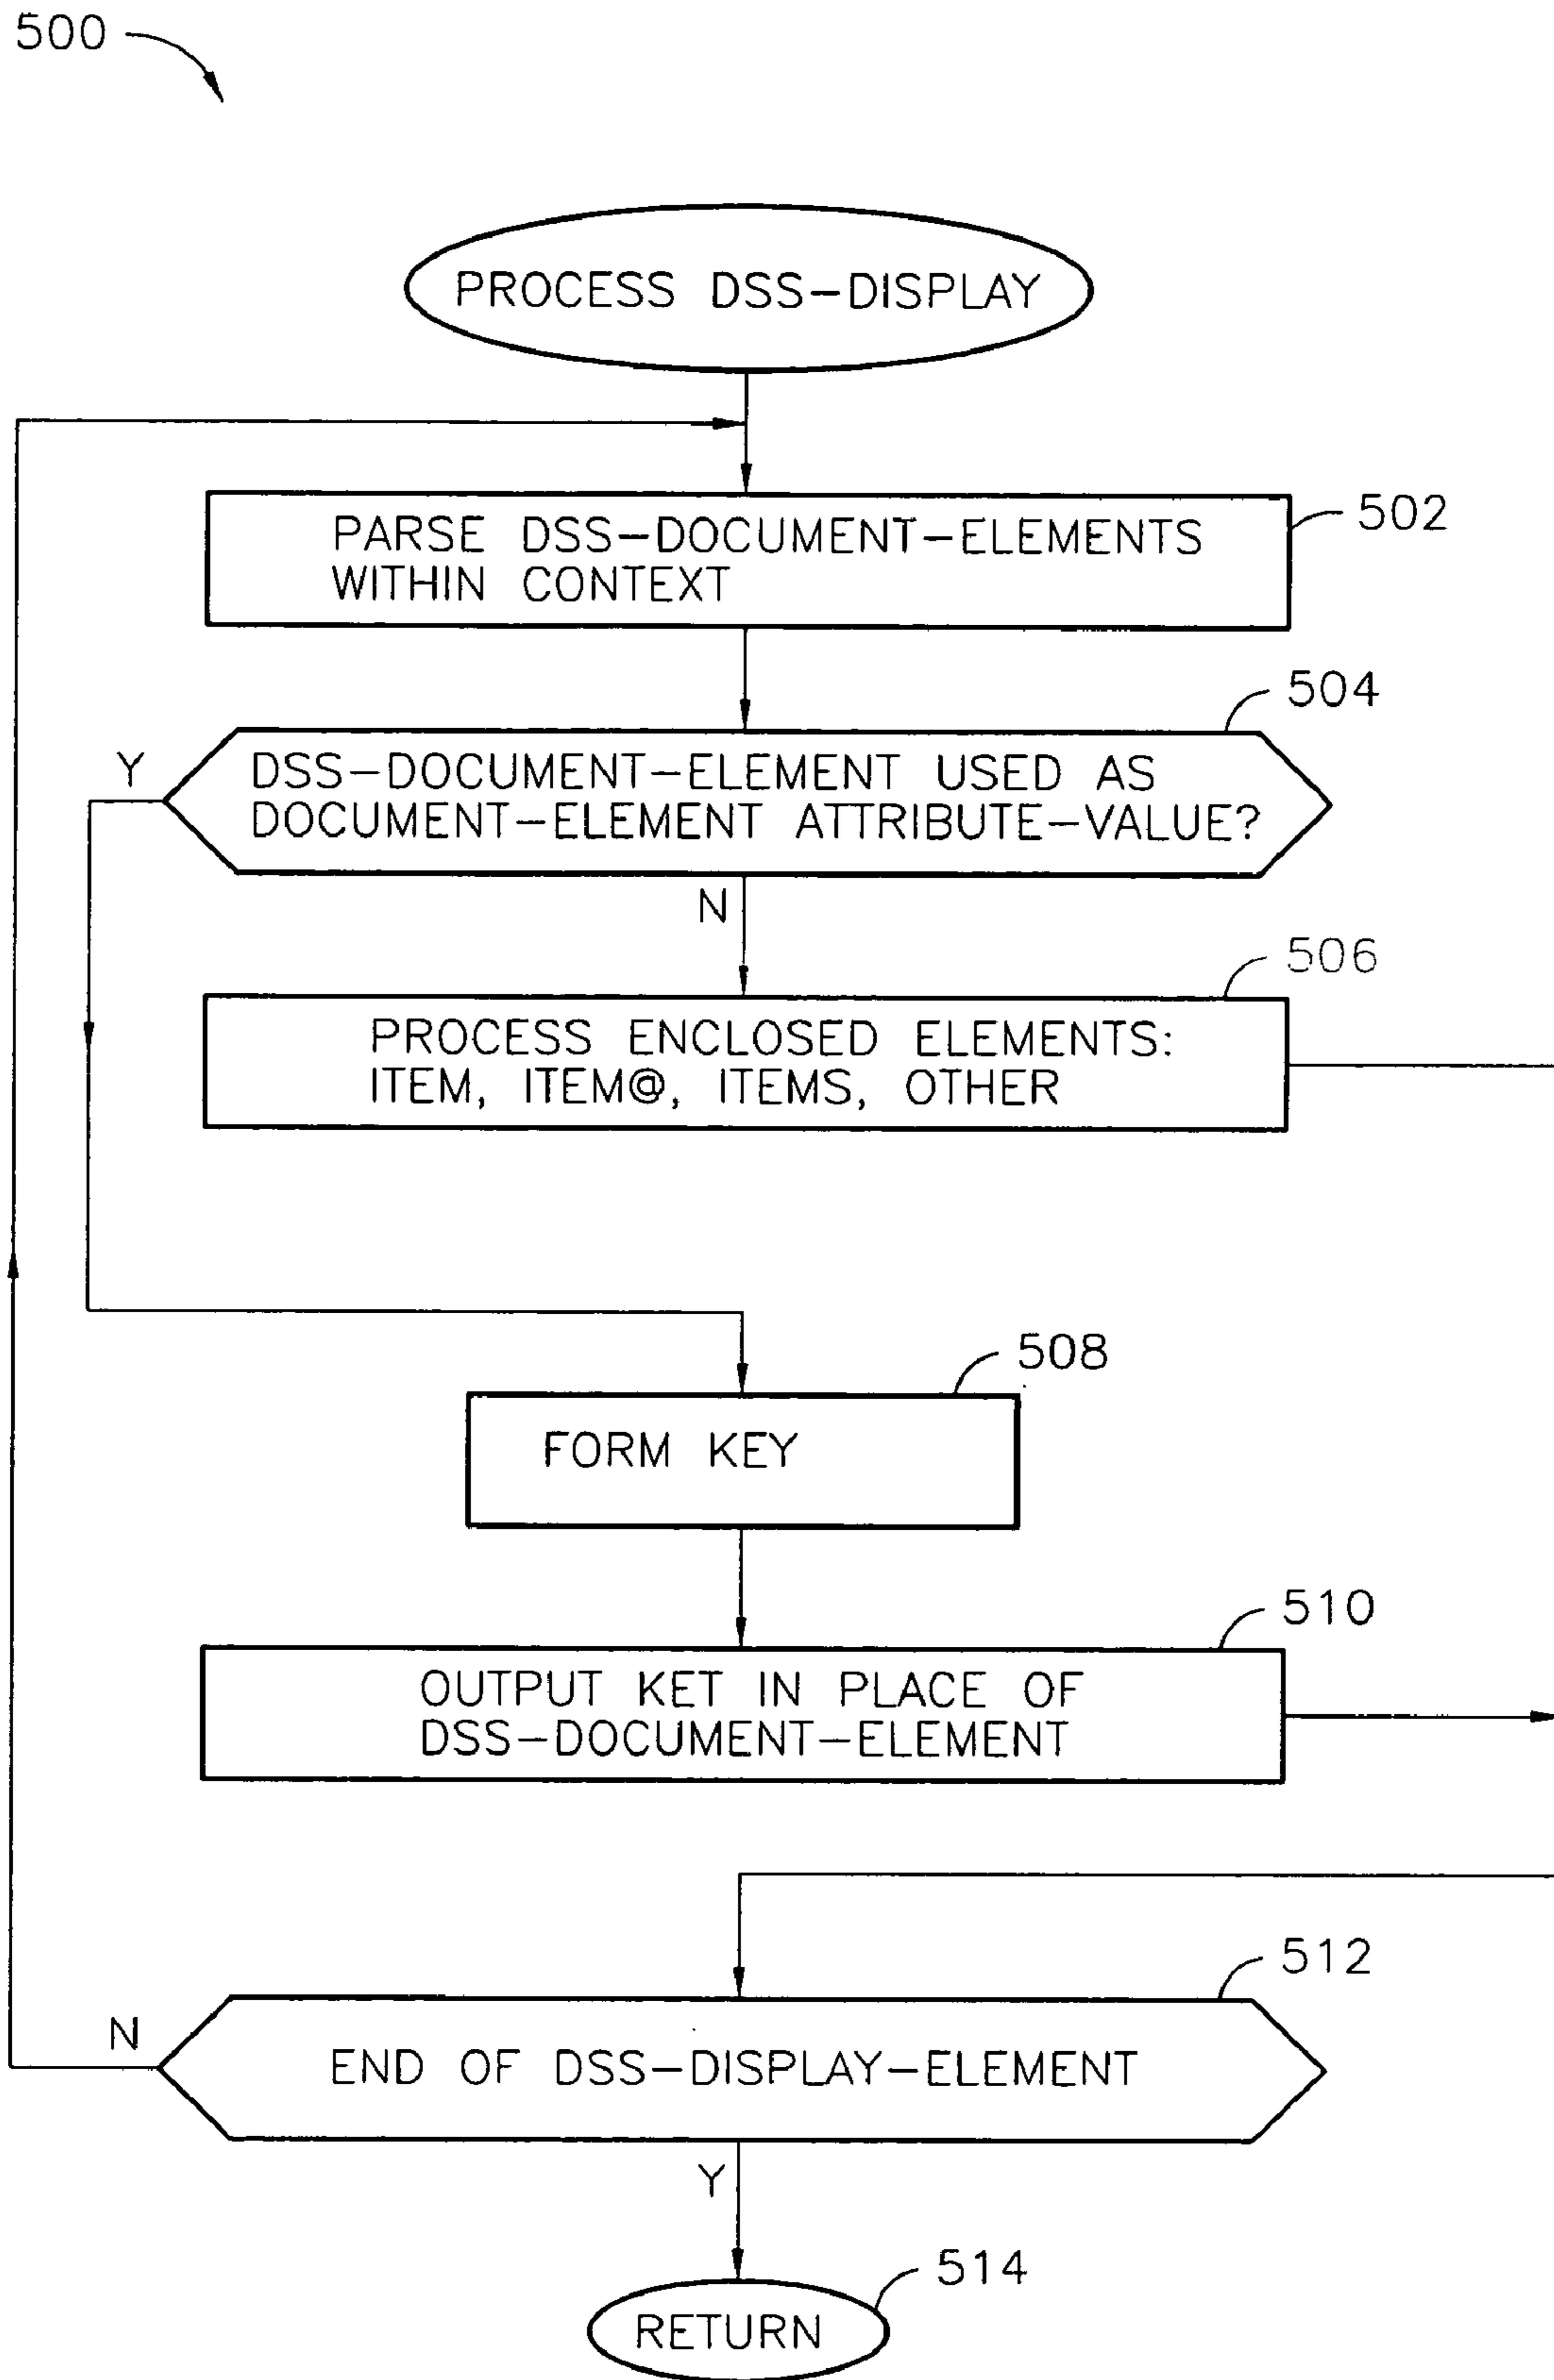 500
PROCESS DSS-DISPLAY
PARSE DSS-DOCUMENT-ELEMENTS
WITHIN CONTEXT
502
504
Y
DSS-DOCUMENT-ELEMENT USED AS
DOCUMENT-ELEMENT ATTRIBUTE-VALUE?
N
506
PROCESS ENCLOSED ELEMENTS:
ITEM, ITEM@, ITEMS, OTHER
508
FORM KEY
510
OUTPUT KET IN PLACE OF
DSS-DOCUMENT-ELEMENT
512
N
END OF DSS-DISPLAY-ELEMENT
Y
514
RETURN